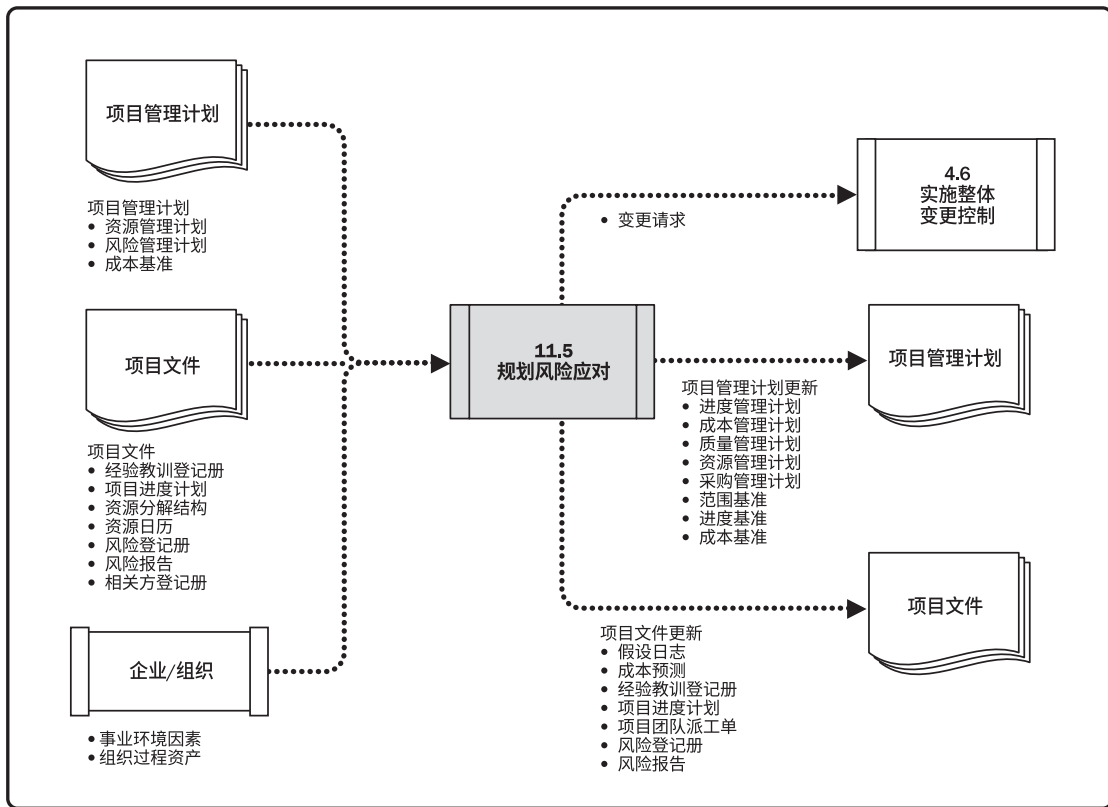 项目管理计划
项目管理计划
• 资源管理计划
• 风险管理计划
• 成本基准
项目文件
项目文件
• 经验教训登记册
• 项目进度计划
• 资源分解结构
• 资源日历
• 风险登记册
• 风险报告
• 相关方登记册
企业/组织
• 事业环境因素
• 组织过程资产
11.5
规划风险应对
• 变更请求
4.6
实施整体
变更控制
项目管理计划
项目管理计划更新
• 进度管理计划
• 成本管理计划
• 质量管理计划
• 资源管理计划
• 采购管理计划
• 范围基准
• 进度基准
• 成本基准
项目文件
项目文件更新
• 假设日志
• 成本预测
• 经验教训登记册
• 项目进度计划
• 项目团队派工单
• 风险登记册
• 风险报告